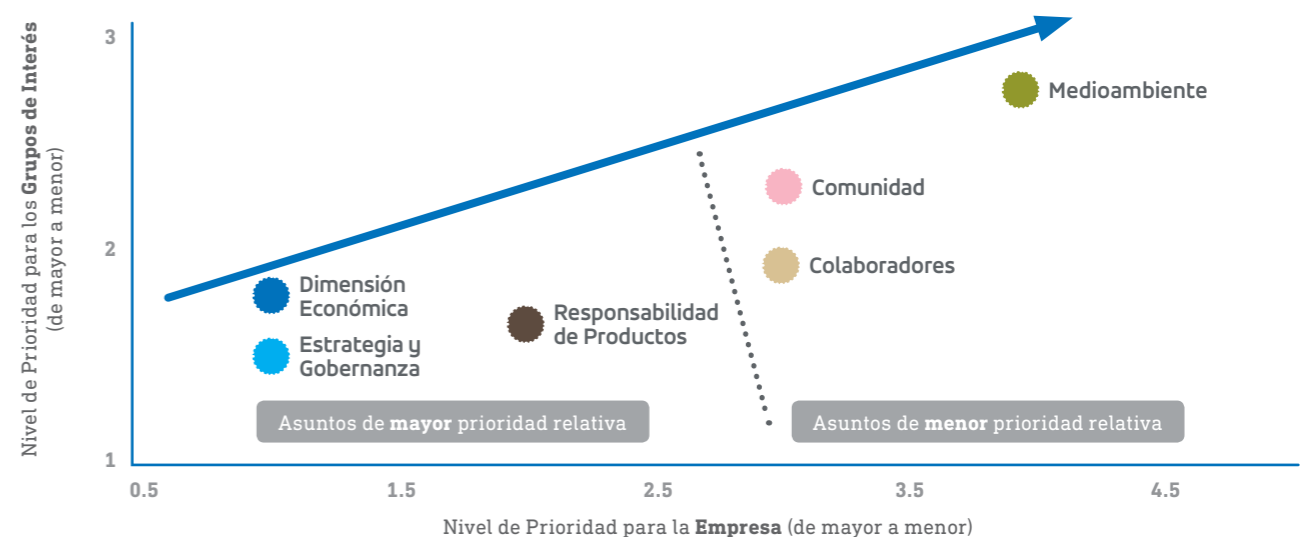 Nivel de Prioridad para los Grupos de Interés
(de mayor a menor)
3
2
1
Medioambiente
Comunidad
Colaboradores
Dimensión
Económica
Responsabilidad
de Productos
Estrategia y
Gobernanza
Asuntos de mayor prioridad relativa
Asuntos de menor prioridad relativa
0.5
1.5
2.5
3.5
4.5
Nivel de Prioridad para la Empresa (de mayor a menor)